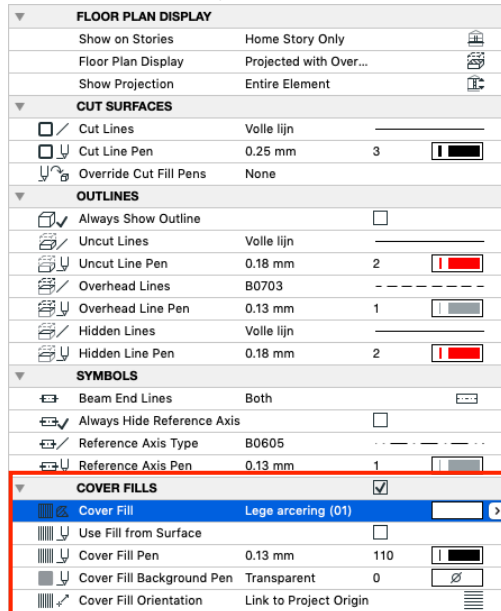 FLOOR PLAN DISPLAY
Show on Stories Home Story Only
Floor Plan Display Projected with Over...
Show Projection Entire Element
CUT SURFACES
Cut Lines Volle lijn
Cut Line Pen 0.25 mm 3
Override Cut Fill Pens None
OUTLINES
Always Show Outline
Uncut Lines Volle lijn
Uncut Line Pen 0.18 mm 2
Overhead Lines B0703
Overhead Line Pen 0.13 mm 1
Hidden Lines Volle lijn
Hidden Line Pen 0.18 mm 2
SYMBOLS
Beam End Lines Both
Always Hide Reference Axis
Reference Axis Type B0605
Reference Axis Pen 0.13 mm 1
COVER FILLS
Cover Fill Lege arcering (01)
Use Fill from Surface
Cover Fill Pen 0.13 mm 110
Cover Fill Background Pen Transparent 0
Cover Fill Orientation Link to Project Origin